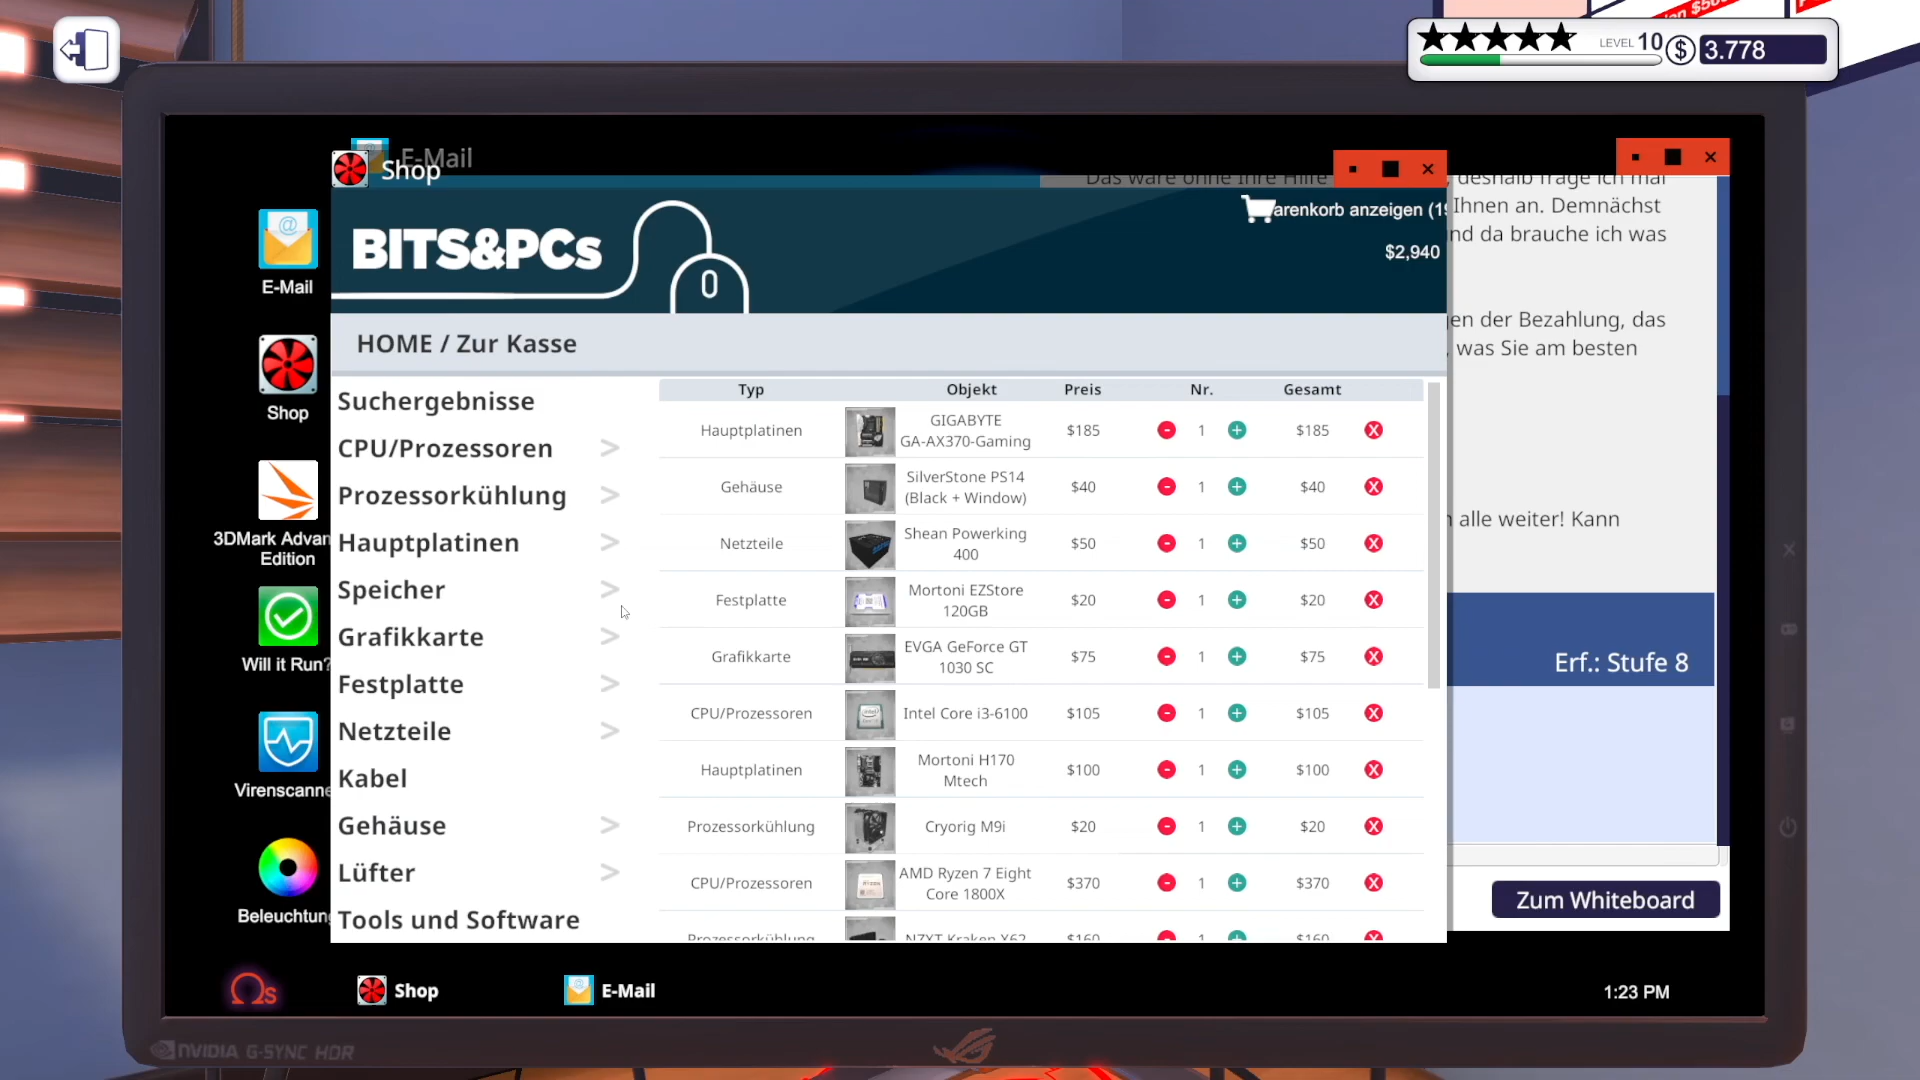 LEVEL 10
$ 3.778
E-Mail
Shop
Das wäre ohne Ihre Hilfe
, deshalb frage ich mal
Ihnen an. Demnächst
nd da brauche ich was
arenkorb anzeigen (19
$2,940
BITS&PCs
HOME / Zur Kasse
en der Bezahlung, das
, was Sie am besten
alle weiter! Kann
Erf.: Stufe 8
Zum Whiteboard
E-Mail
Shop
3DMark Advan
Edition
Will it Run?
Virenscanne
Beleuchtun
Suchergebnisse
CPU/Prozessoren >
Prozessorkühlung >
Hauptplatinen >
Speicher >
Grafikkarte >
Festplatte >
Netzteile >
Kabel
Gehäuse >
Lüfter >
Tools und Software
Typ Objekt Preis Nr. Gesamt
Hauptplatinen GIGABYTE GA-AX370-Gaming $185 - 1 + $185 X
Gehäuse SilverStone PS14 (Black + Window) $40 - 1 + $40 X
Netzteile Shean Powerking 400 $50 - 1 + $50 X
Festplatte Mortoni EZStore 120GB $20 - 1 + $20 X
Grafikkarte EVGA GeForce GT 1030 SC $75 - 1 + $75 X
CPU/Prozessoren Intel Core i3-6100 $105 - 1 + $105 X
Hauptplatinen Mortoni H170 Mtech $100 - 1 + $100 X
Prozessorkühlung Cryorig M9i $20 - 1 + $20 X
CPU/Prozessoren AMD Ryzen 7 Eight Core 1800X $370 - 1 + $370 X
Prozessorkühlung NZXT Kraken X62 $160 - 1 + $160 X
Ωs
Shop
E-Mail
1:23 PM
NVIDIA G-SYNC HDR